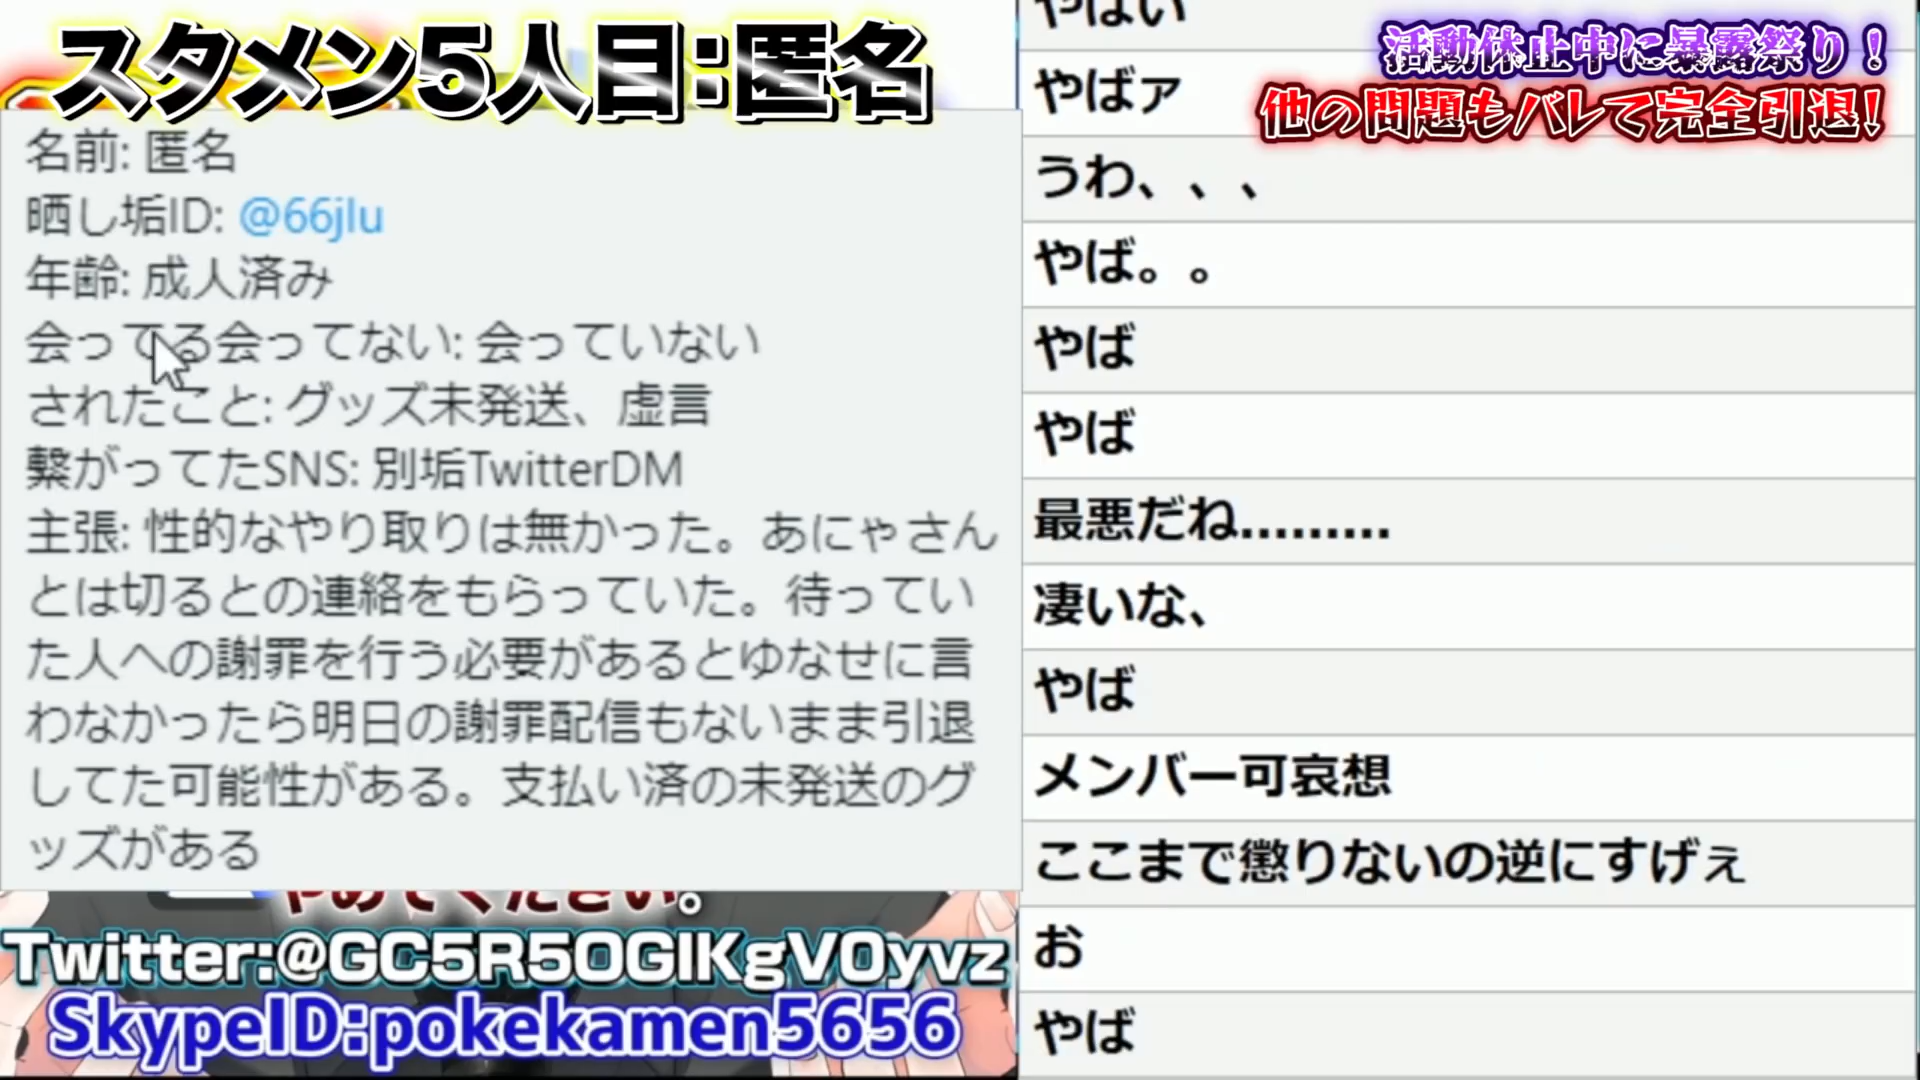 スタメン5人目:匿名
活動休止中に暴露祭り!
他の問題もバレて完全引退!
名前: 匿名
晒し垢ID: @66jlu
年齢: 成人済み
会ってる会ってない: 会っていない
されたこと: グッズ未発送、虚言
繋がってたSNS: 別垢TwitterDM
主張: 性的なやり取りは無かった。あにゃさん
とは切るとの連絡をもらっていた。待ってい
た人への謝罪を行う必要があるとゆなせに言
わなかったら明日の謝罪配信もないまま引退
してた可能性がある。支払い済の未発送のグ
ッズがある
やめてください。
Twitter:@GC5R5OGlKgV0yvz
SkypeID:pokekamen5656
やばい
やばァ
うわ、、、
やば。。
やば
やば
最悪だね.........
凄いな、
やば
メンバー可哀想
ここまで懲りないの逆にすげぇ
お
やば